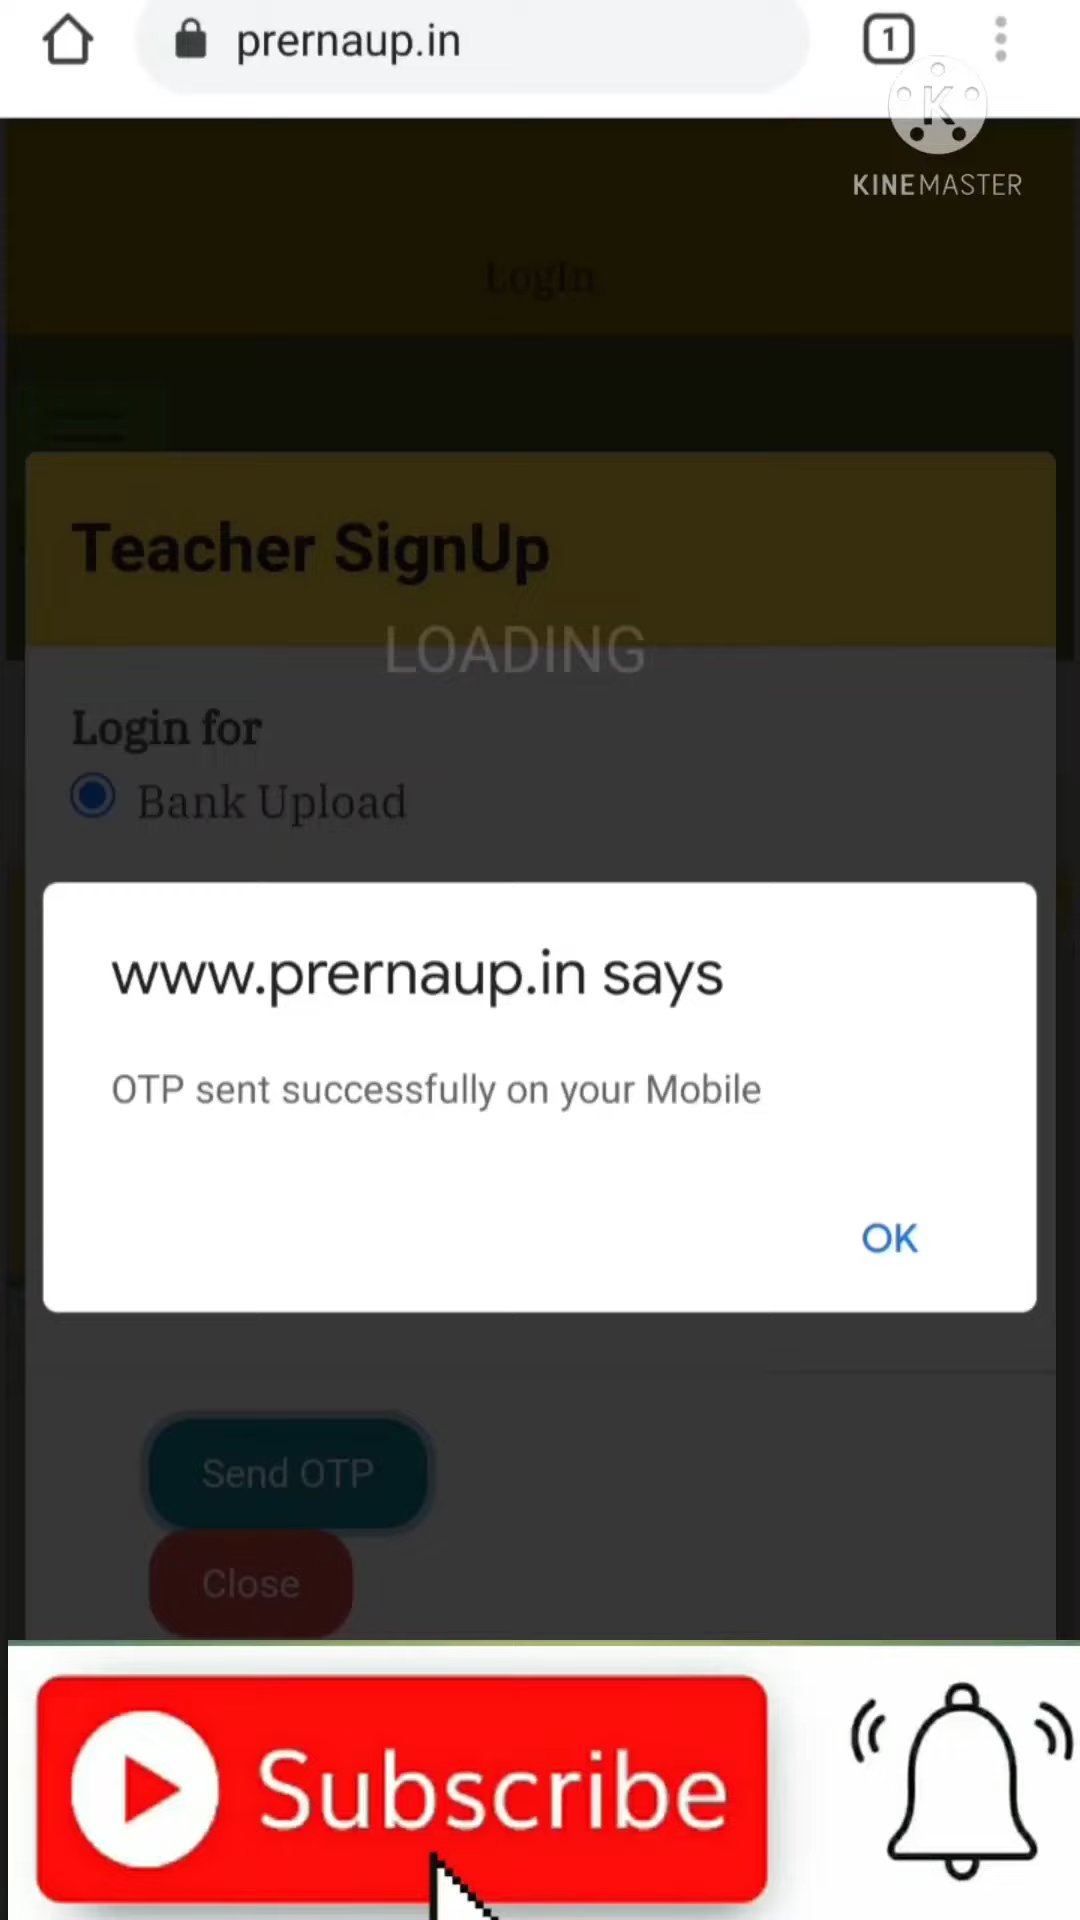 prernaup.in
1
K
KINEMASTER
LogIn
Teacher SignUp
LOADING
Login for
Bank Upload
www.prernaup.in says
OTP sent successfully on your Mobile
OK
Send OTP
Close
Subscribe